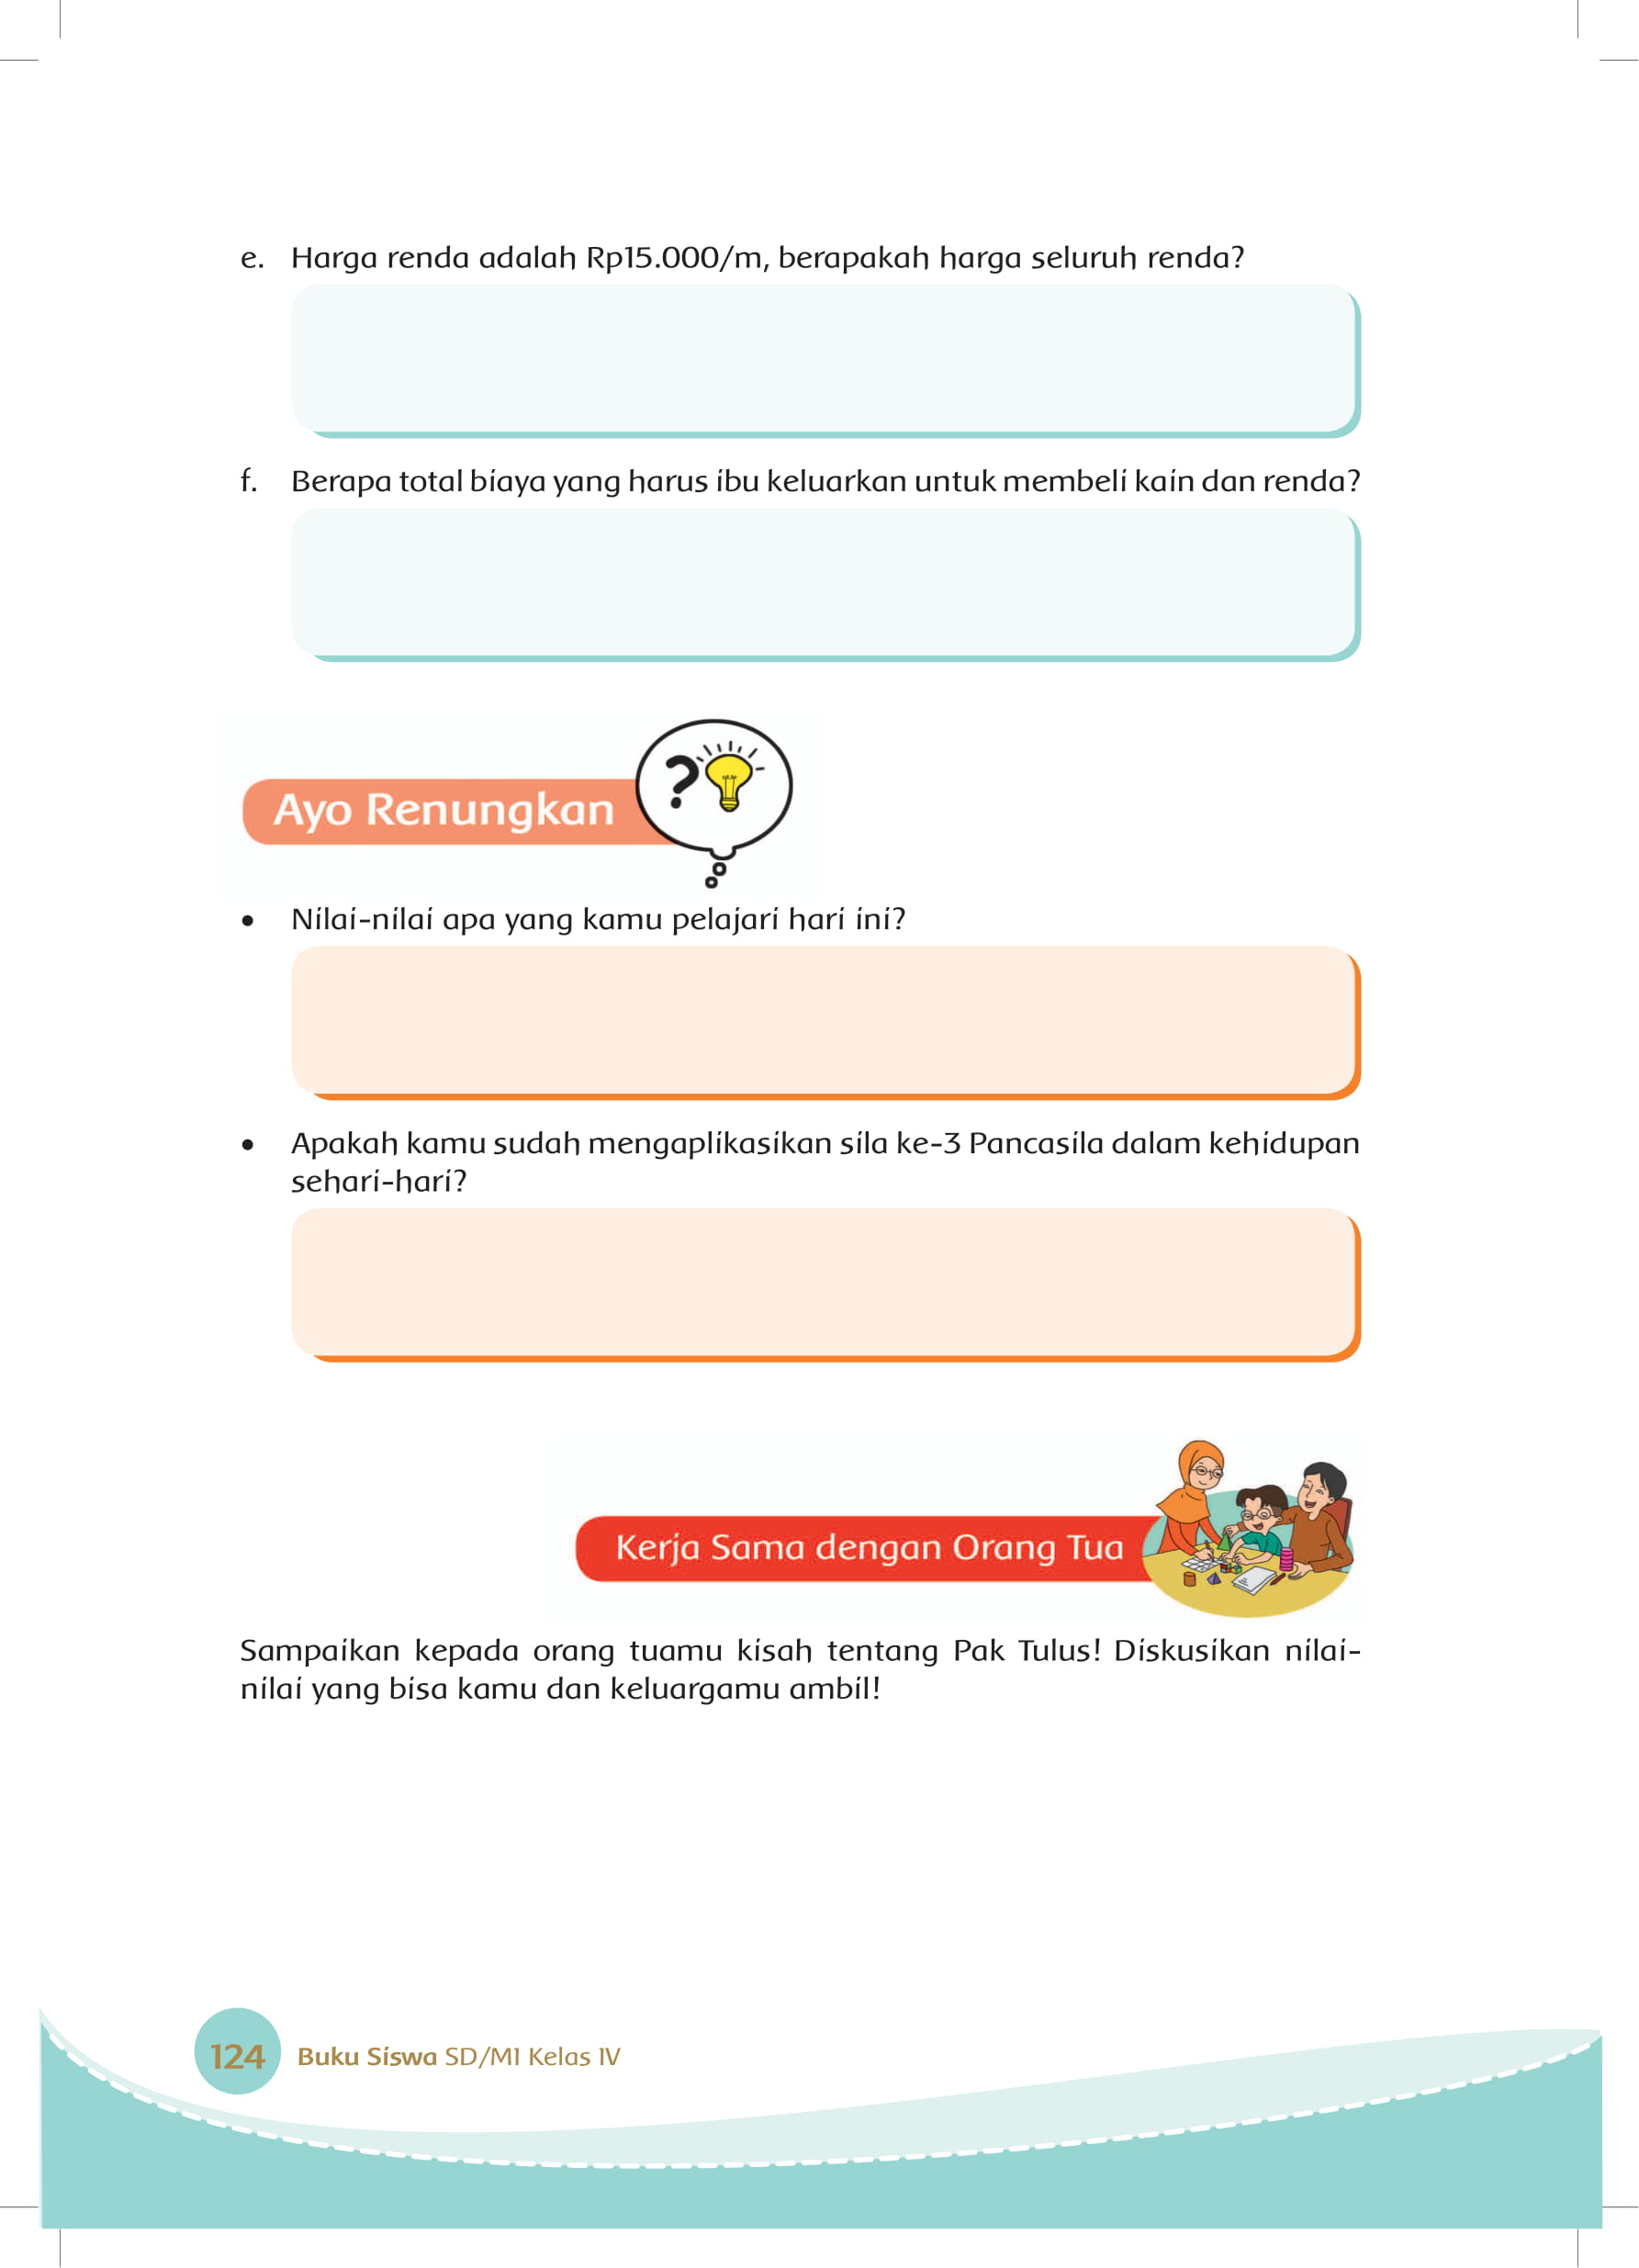 e. Harga renda adalah Rp15.000/m, berapakah harga seluruh renda?
f. Berapa total biaya yang harus ibu keluarkan untuk membeli kain dan renda?
Ayo Renungkan
?
• Nilai-nilai apa yang kamu pelajari hari ini?
• Apakah kamu sudah mengaplikasikan sila ke-3 Pancasila dalam kehidupan
sehari-hari?
Kerja Sama dengan Orang Tua
Sampaikan kepada orang tuamu kisah tentang Pak Tulus! Diskusikan nilai-
nilai yang bisa kamu dan keluargamu ambil!
124 Buku Siswa SD/MI Kelas IV